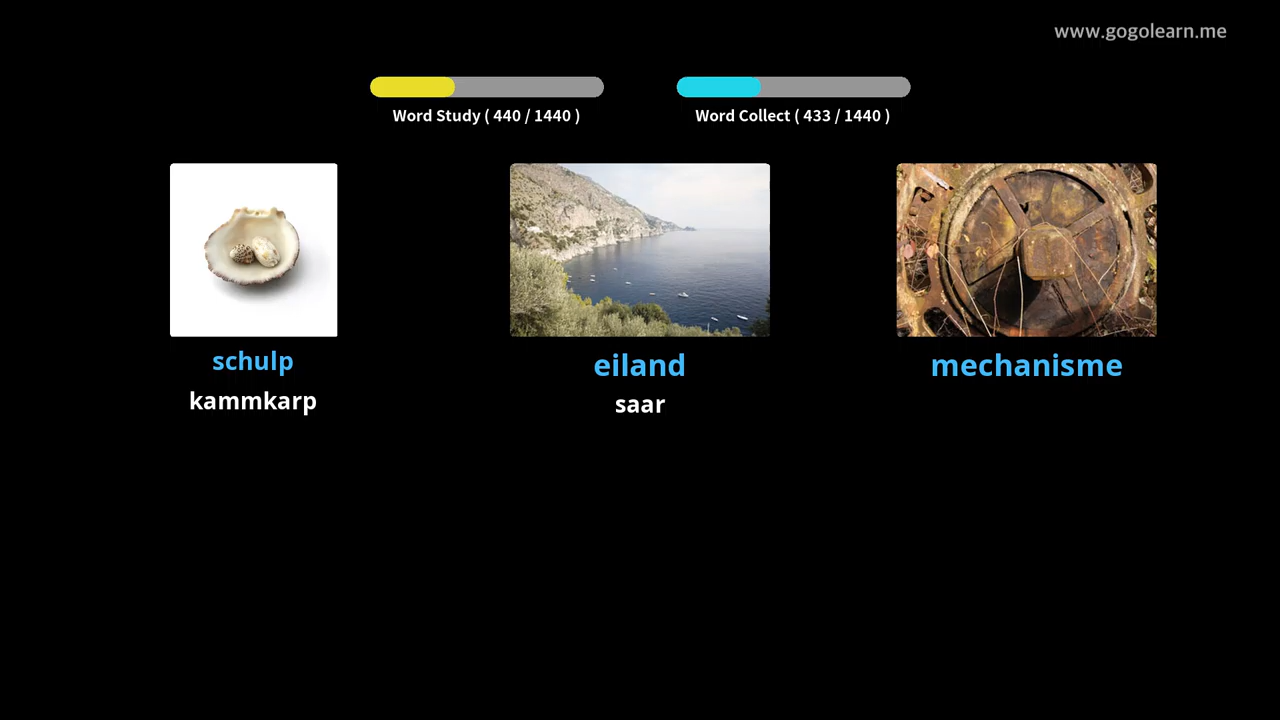 www.gogolearn.me
Word Study ( 440 / 1440 )
Word Collect ( 433 / 1440 )
schulp
kammkarp
eiland
saar
mechanisme